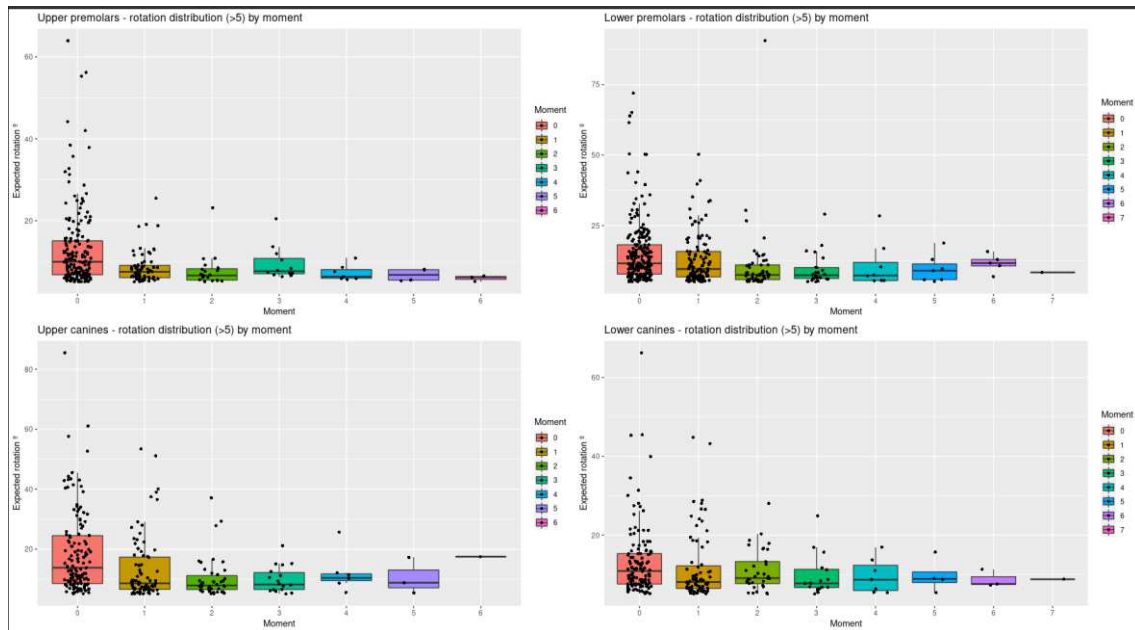 Upper premolars - rotation distribution (>5) by moment
Expected rotation º
60
40
20
0 1 2 3 4 5 6
Moment
Moment
0
1
2
3
4
5
6
Lower premolars - rotation distribution (>5) by moment
Expected rotation º
75
50
25
0 1 2 3 4 5 6 7
Moment
Moment
0
1
2
3
4
5
6
7
Upper canines - rotation distribution (>5) by moment
Expected rotation º
80
60
40
20
0 1 2 3 4 5 6
Moment
Moment
0
1
2
3
4
5
6
Lower canines - rotation distribution (>5) by moment
Expected rotation º
60
40
20
0 1 2 3 4 5 6 7
Moment
Moment
0
1
2
3
4
5
6
7